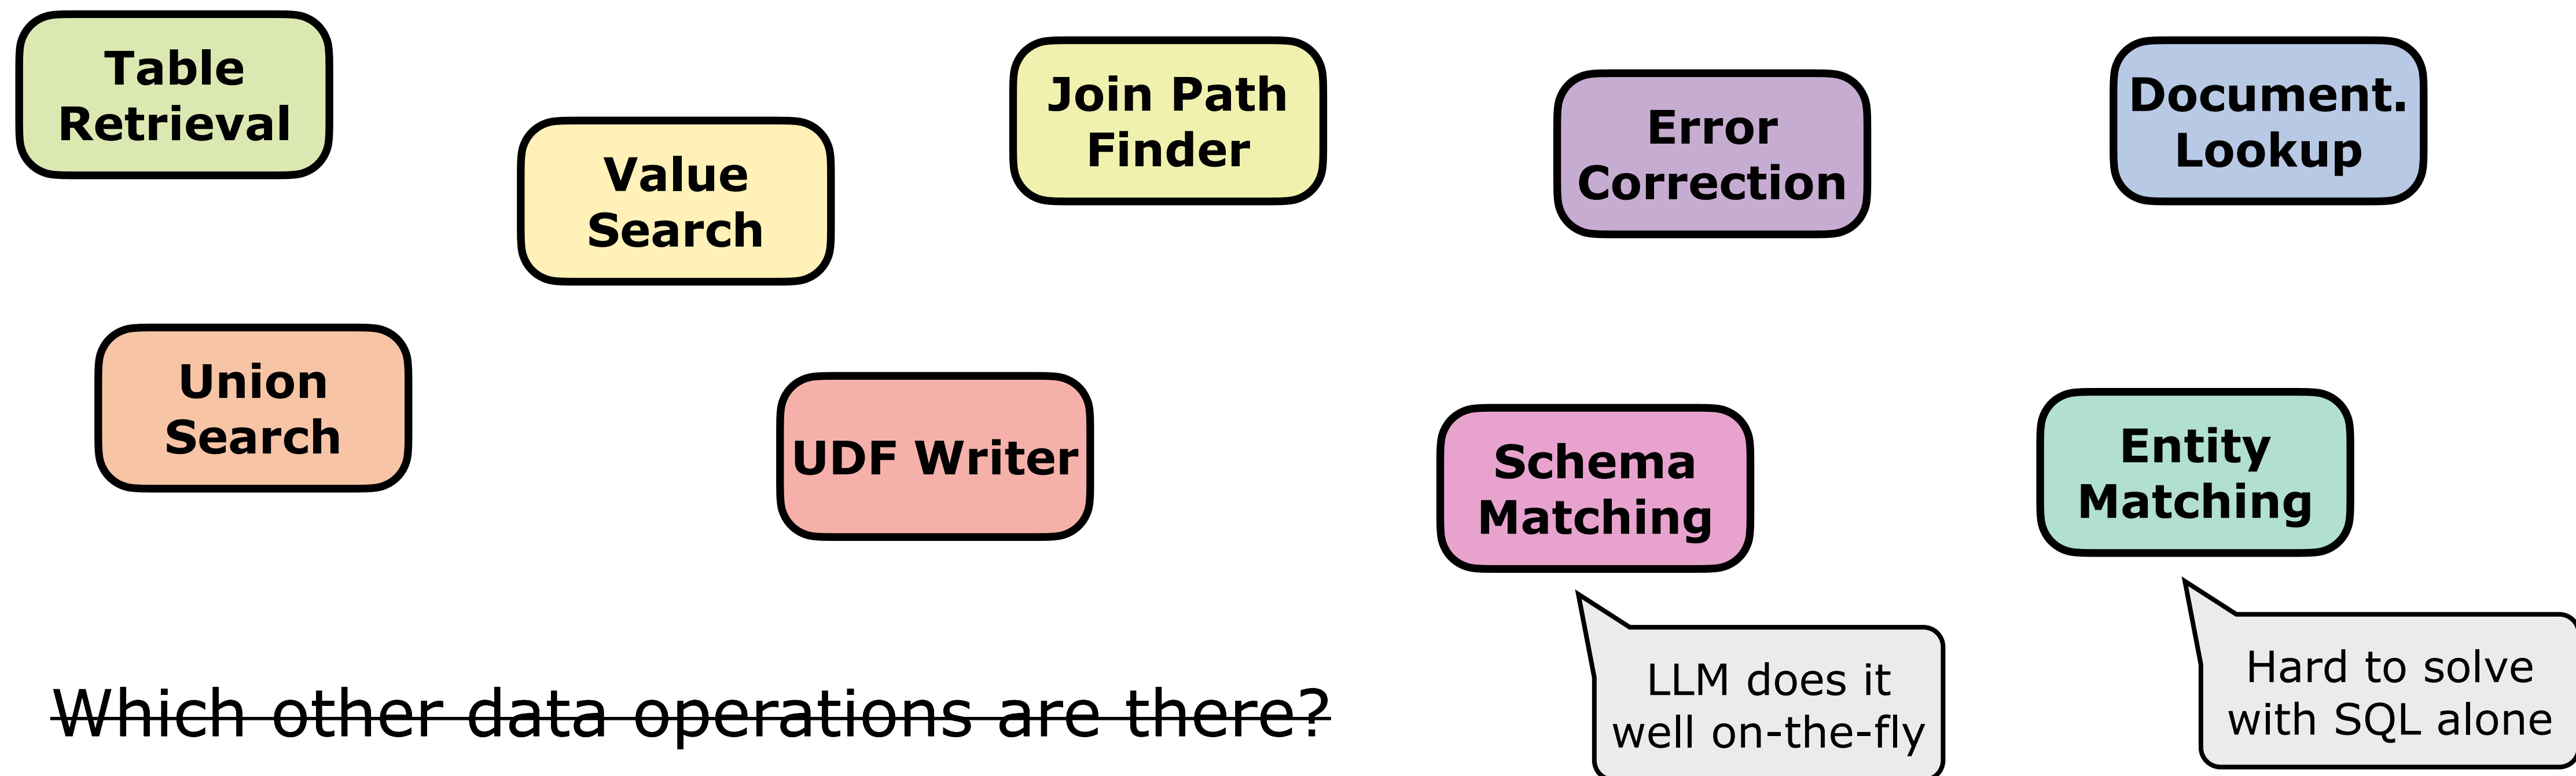 Table
Retrieval
Value
Search
Join Path
Finder
Error
Correction
Document.
Lookup
Union
Search
UDF Writer
Schema
Matching
Entity
Matching
LLM does it
well on-the-fly
Hard to solve
with SQL alone
Which other data operations are there?